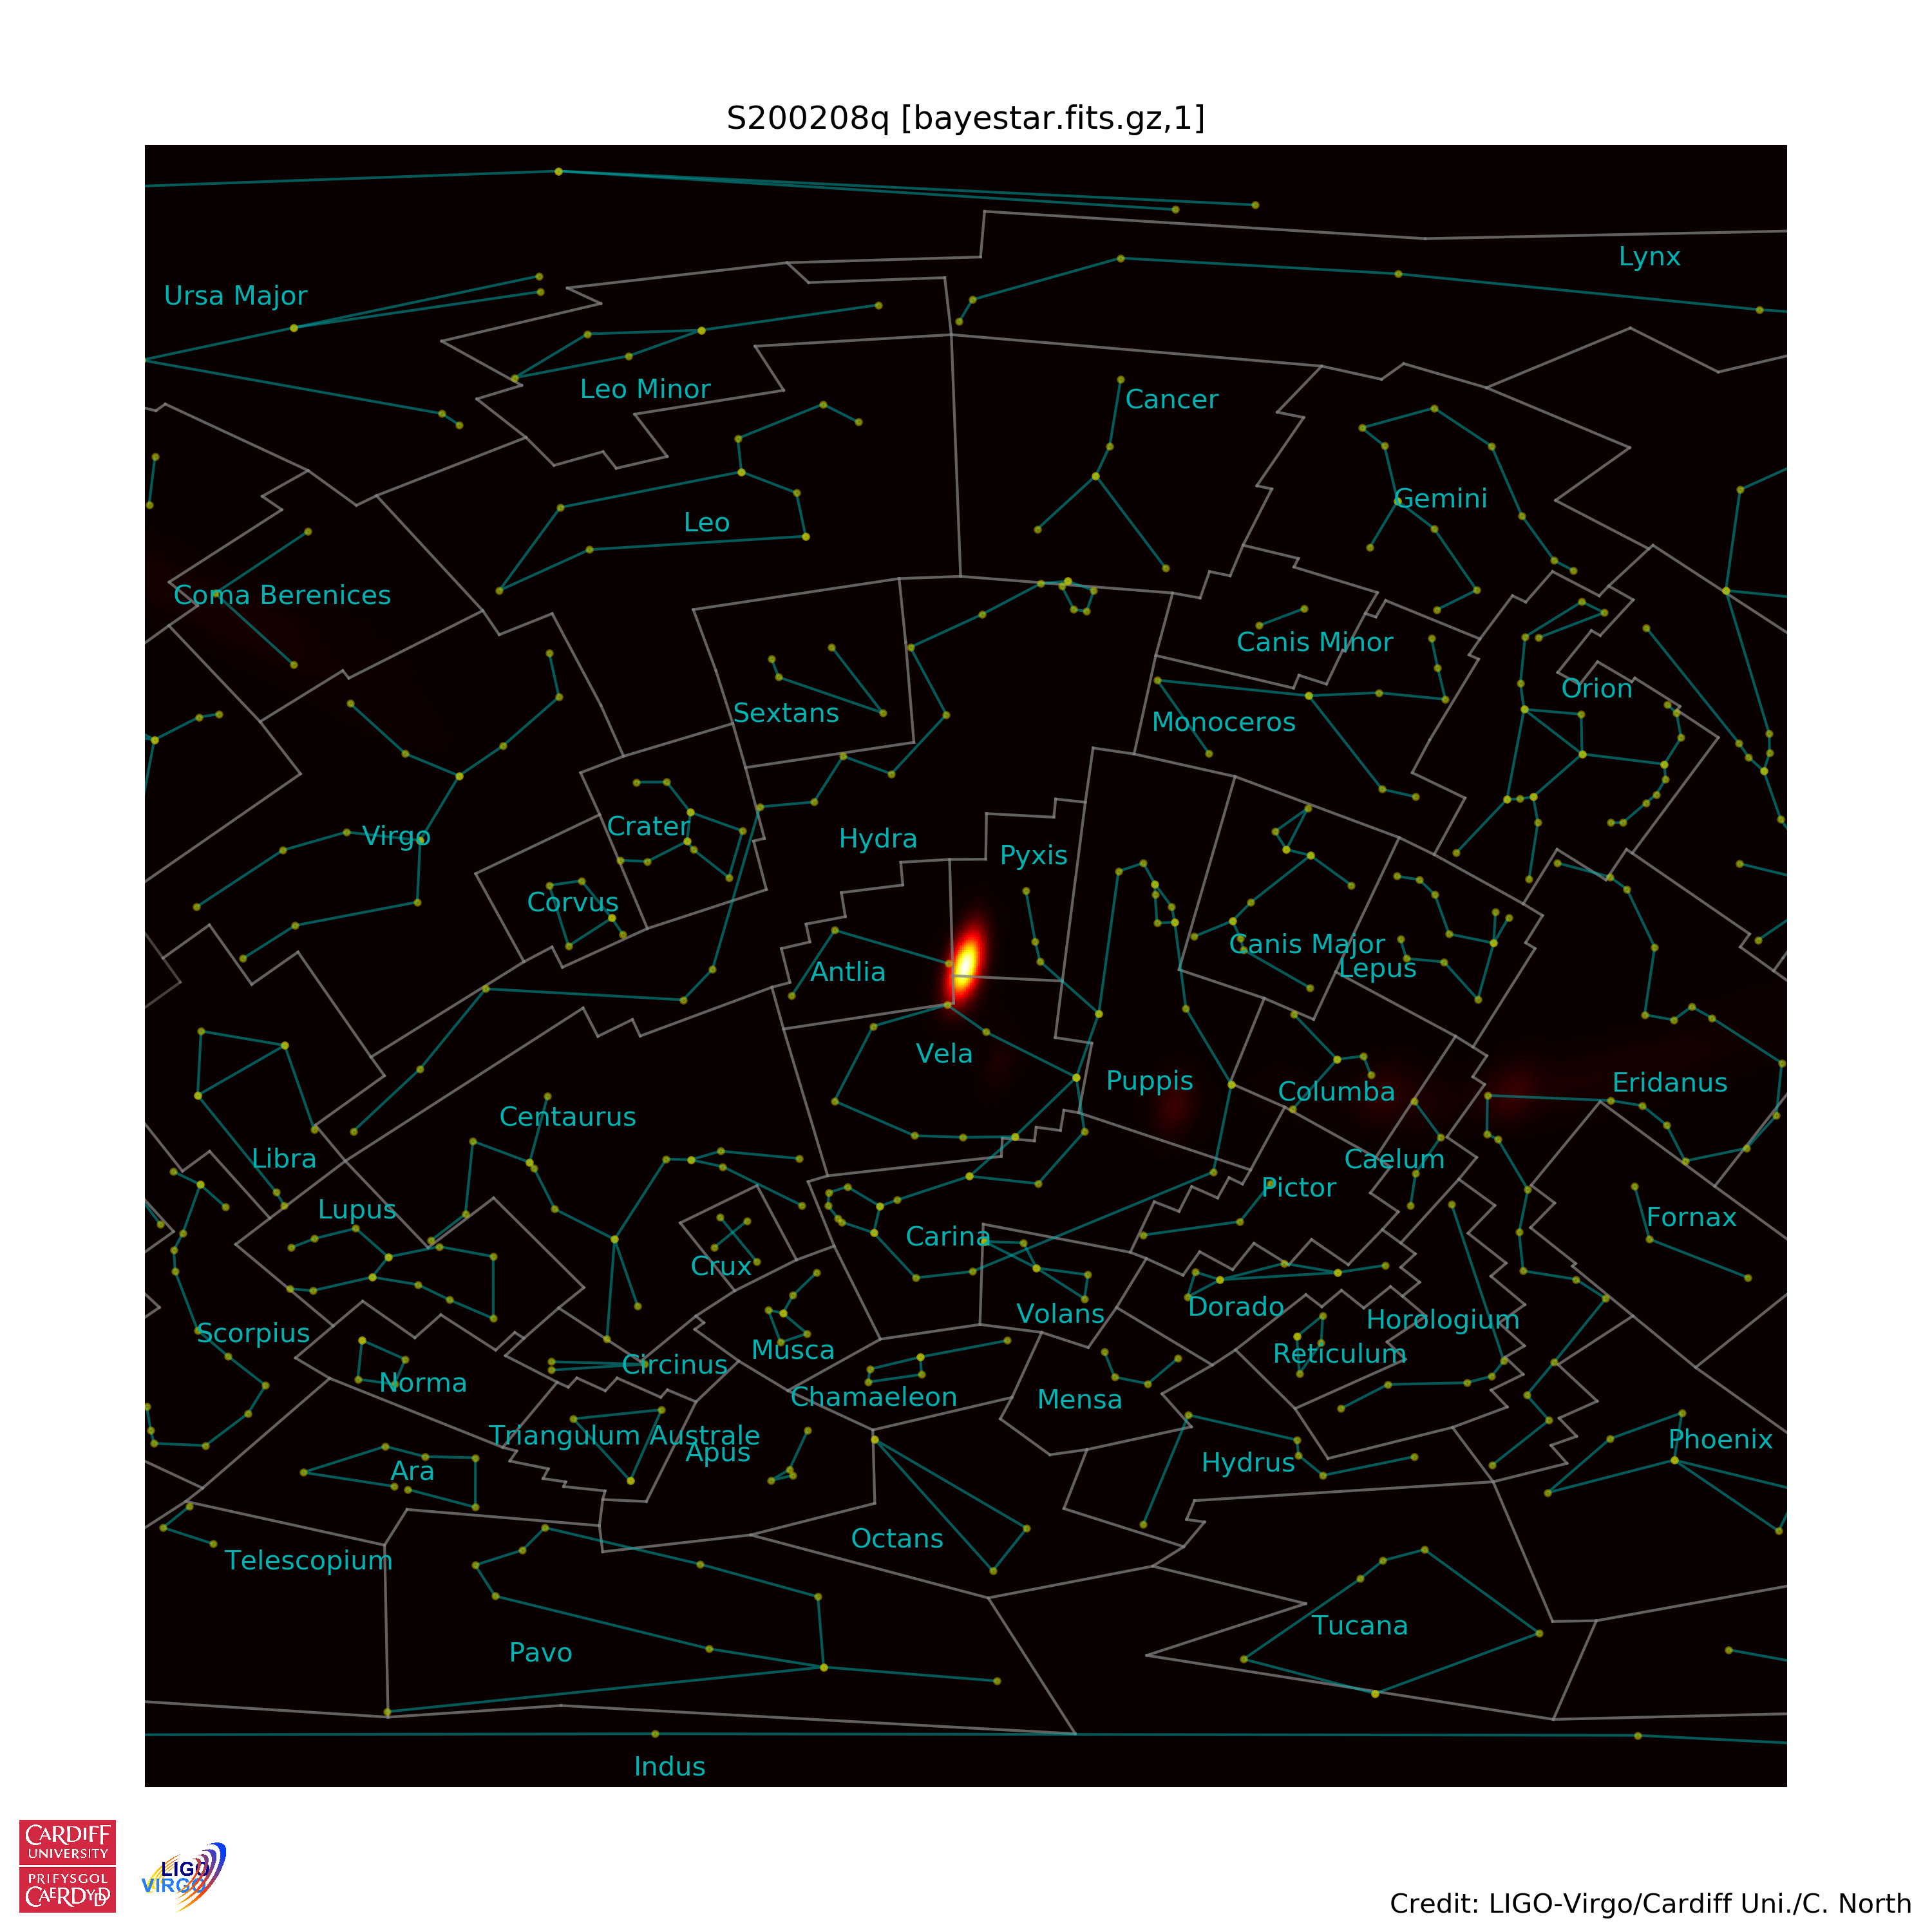 S200208q [bayestar.fits.gz,1]
Lynx
Ursa Major
Leo Minor
Cancer
Gemini
Leo
Coma Berenices
Canis Minor
Orion
Sextans
Monoceros
Virgo
Crater
Hydra
Pyxis
Corvus
Canis Major
Antlia
Lepus
Vela
Puppis
Columba
Eridanus
Centaurus
Libra
Caelum
Pictor
Lupus
Fornax
Carina
Crux
Volans
Dorado
Horologium
Scorpius
Musca
Reticulum
Circinus
Norma
Chamaeleon
Mensa
Triangulum Australe
Apus
Phoenix
Hydrus
Ara
Octans
Telescopium
Tucana
Pavo
Indus
CARDIFF
UNIVERSITY
PRIFYSGOL
CAERDYDD
LIGO
VIRGO
Credit: LIGO-Virgo/Cardiff Uni./C. North